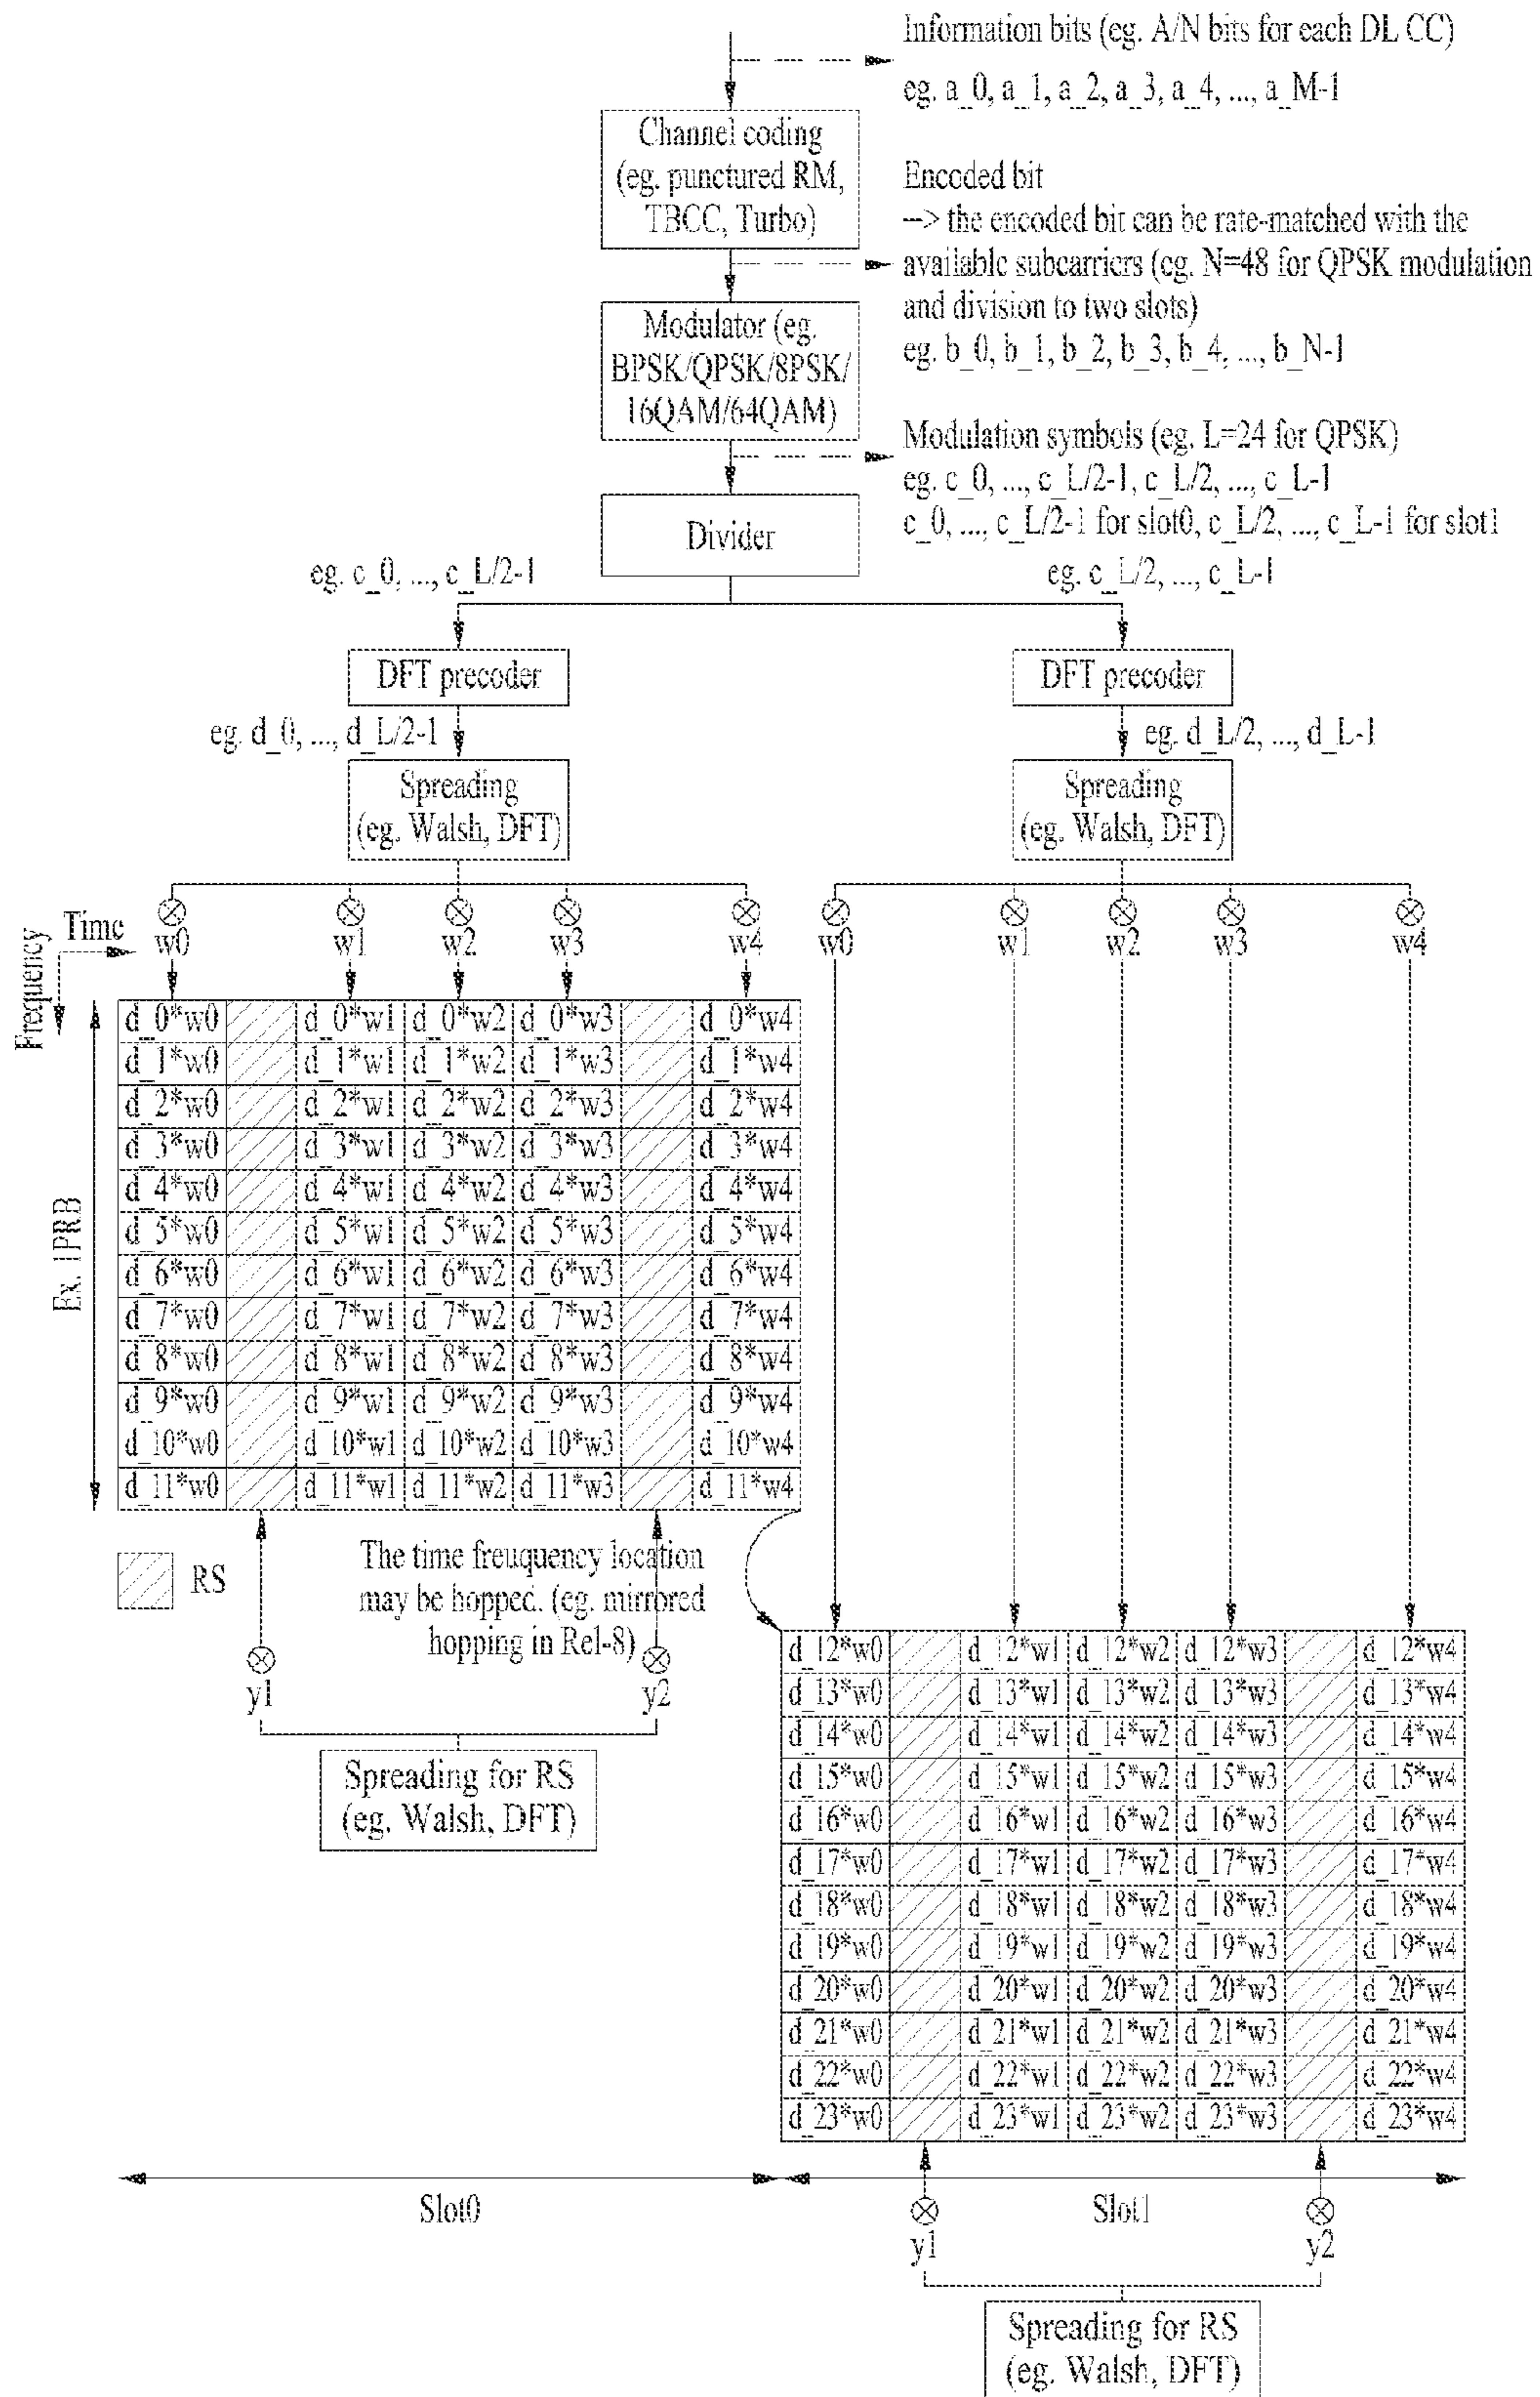 Information bits (eg. A/N bits for each DL CC)
eg. a_0, a_1, a_2, a_3, a_4, ..., a_M-1
Channel coding
(eg. punctured RM,
TBCC, Turbo)
Encoded bit
--> the encoded bit can be rate-matched with the
available subcarriers (eg. N=48 for QPSK modulation
and division to two slots)
eg. b_0, b_1, b_2, b_3, b_4, ..., b_N-1
Modulator (eg.
BPSK/QPSK/8PSK/
16QAM/64QAM)
Modulation symbols (eg. L=24 for QPSK)
eg. c_0, ..., c_L/2-1, c_L/2, ..., c_L-1
c_0, ..., c_L/2-1 for slot0, c_L/2, ..., c_L-1 for slot1
Divider
eg. c_0, ..., c_L/2-1
eg. c_L/2, ..., c_L-1
DFT precoder
DFT precoder
eg. d_0, ..., d_L/2-1
eg. d_L/2, ..., d_L-1
Spreading
(eg. Walsh, DFT)
Spreading
(eg. Walsh, DFT)
Time
Frequency
w0 w1 w2 w3 w4
w0 w1 w2 w3 w4
Ex. 1PRB
d_0*w0 d_0*w1 d_0*w2 d_0*w3 d_0*w4
d_1*w0 d_1*w1 d_1*w2 d_1*w3 d_1*w4
d_2*w0 d_2*w1 d_2*w2 d_2*w3 d_2*w4
d_3*w0 d_3*w1 d_3*w2 d_3*w3 d_3*w4
d_4*w0 d_4*w1 d_4*w2 d_4*w3 d_4*w4
d_5*w0 d_5*w1 d_5*w2 d_5*w3 d_5*w4
d_6*w0 d_6*w1 d_6*w2 d_6*w3 d_6*w4
d_7*w0 d_7*w1 d_7*w2 d_7*w3 d_7*w4
d_8*w0 d_8*w1 d_8*w2 d_8*w3 d_8*w4
d_9*w0 d_9*w1 d_9*w2 d_9*w3 d_9*w4
d_10*w0 d_10*w1 d_10*w2 d_10*w3 d_10*w4
d_11*w0 d_11*w1 d_11*w2 d_11*w3 d_11*w4
RS
The time freuquency location
may be hopped. (eg. mirrored
hopping in Rel-8)
y1 y2
Spreading for RS
(eg. Walsh, DFT)
d_12*w0 d_12*w1 d_12*w2 d_12*w3 d_12*w4
d_13*w0 d_13*w1 d_13*w2 d_13*w3 d_13*w4
d_14*w0 d_14*w1 d_14*w2 d_14*w3 d_14*w4
d_15*w0 d_15*w1 d_15*w2 d_15*w3 d_15*w4
d_16*w0 d_16*w1 d_16*w2 d_16*w3 d_16*w4
d_17*w0 d_17*w1 d_17*w2 d_17*w3 d_17*w4
d_18*w0 d_18*w1 d_18*w2 d_18*w3 d_18*w4
d_19*w0 d_19*w1 d_19*w2 d_19*w3 d_19*w4
d_20*w0 d_20*w1 d_20*w2 d_20*w3 d_20*w4
d_21*w0 d_21*w1 d_21*w2 d_21*w3 d_21*w4
d_22*w0 d_22*w1 d_22*w2 d_22*w3 d_22*w4
d_23*w0 d_23*w1 d_23*w2 d_23*w3 d_23*w4
Slot0
Slot1
y1 y2
Spreading for RS
(eg. Walsh, DFT)